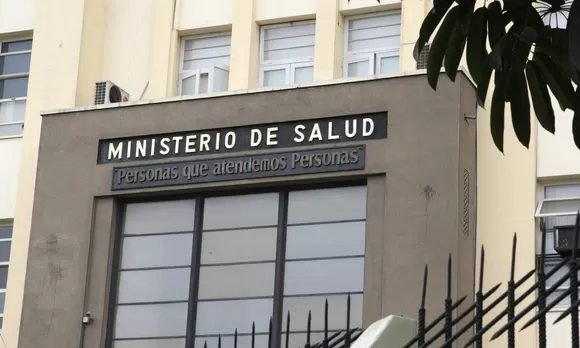 MINISTERIO DE SALUD
Personas que atendemos Personas